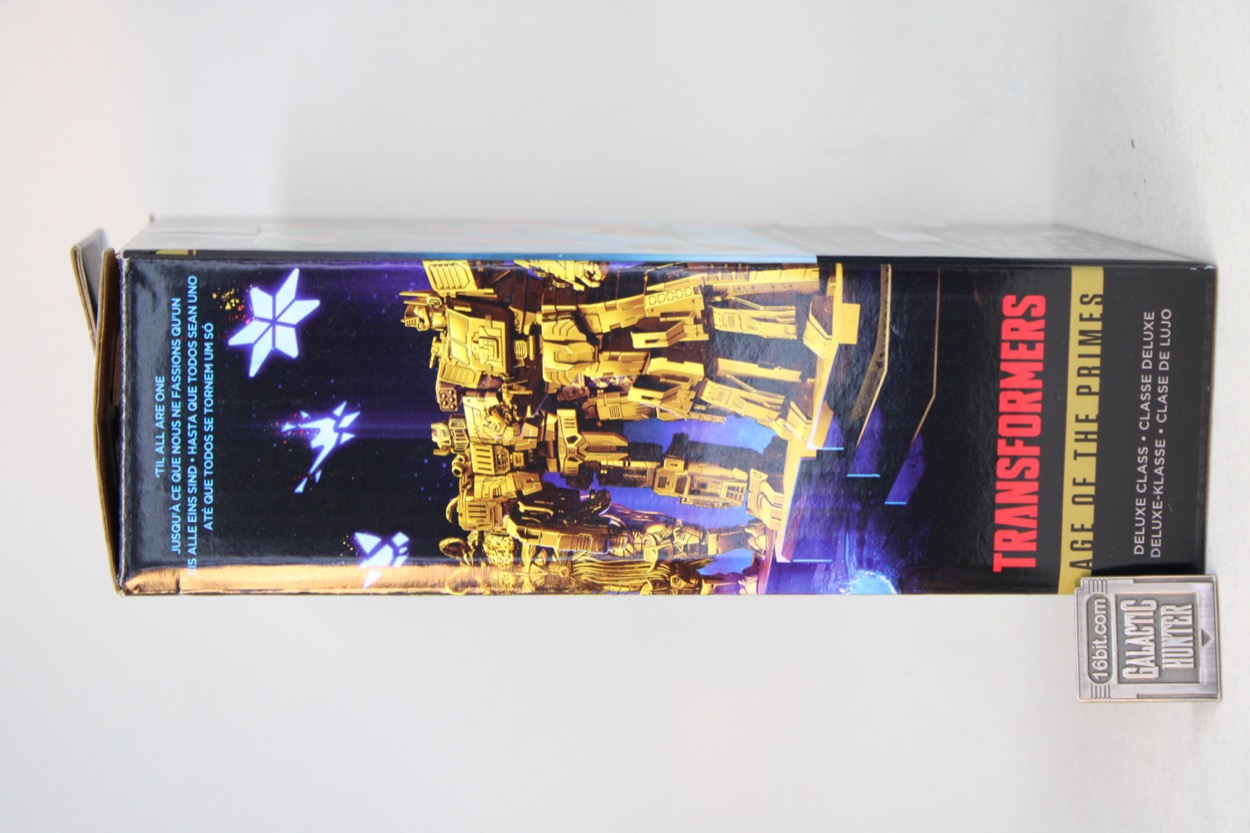 'TIL ALL ARE ONE
JUSQU'À CE QUE NOUS NE FASSIONS QU'UN
BIS ALLE EINS SIND • HASTA QUE TODOS SEAN UNO
ATÉ QUE TODOS SE TORNEM UM SÓ
TRANSFORMERS
AGE OF THE PRIMES
DELUXE CLASS • CLASSE DELUXE
DELUXE-KLASSE • CLASE DE LUJO
16bit.com
GALACTIC
HUNTER